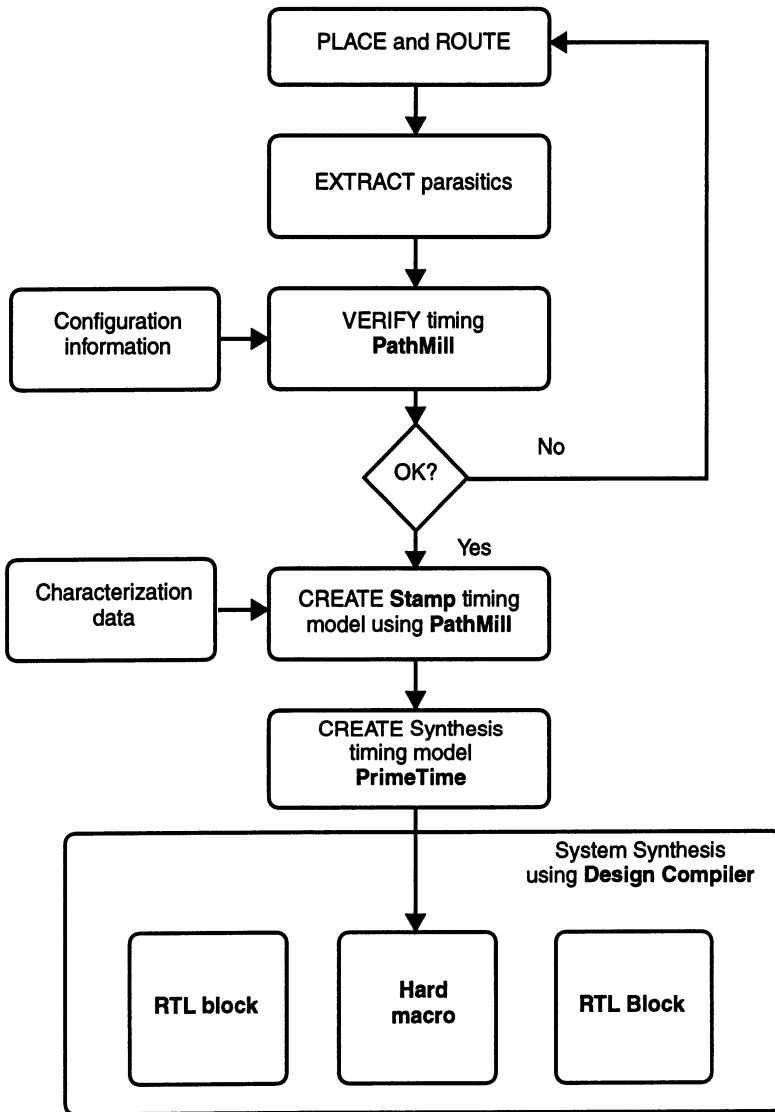 PLACE and ROUTE
EXTRACT parasitics
Configuration
information
VERIFY timing
PathMill
OK?
No
Yes
Characterization
data
CREATE Stamp timing
model using PathMill
CREATE Synthesis
timing model
PrimeTime
System Synthesis
using Design Compiler
RTL block
Hard
macro
RTL Block